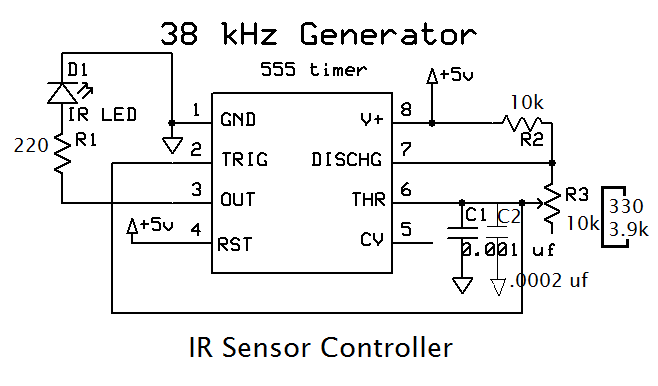 38 kHz Generator
555 timer
D1
IR LED
220
R1
+5v
1
GND
2
TRIG
3
OUT
4
RST
+5v
8
V+
7
DISCHG
6
THR
5
CV
+5v
10k
R2
R3
10k
330
3.9k
C1
C2
0.001 uf
.0002 uf
IR Sensor Controller